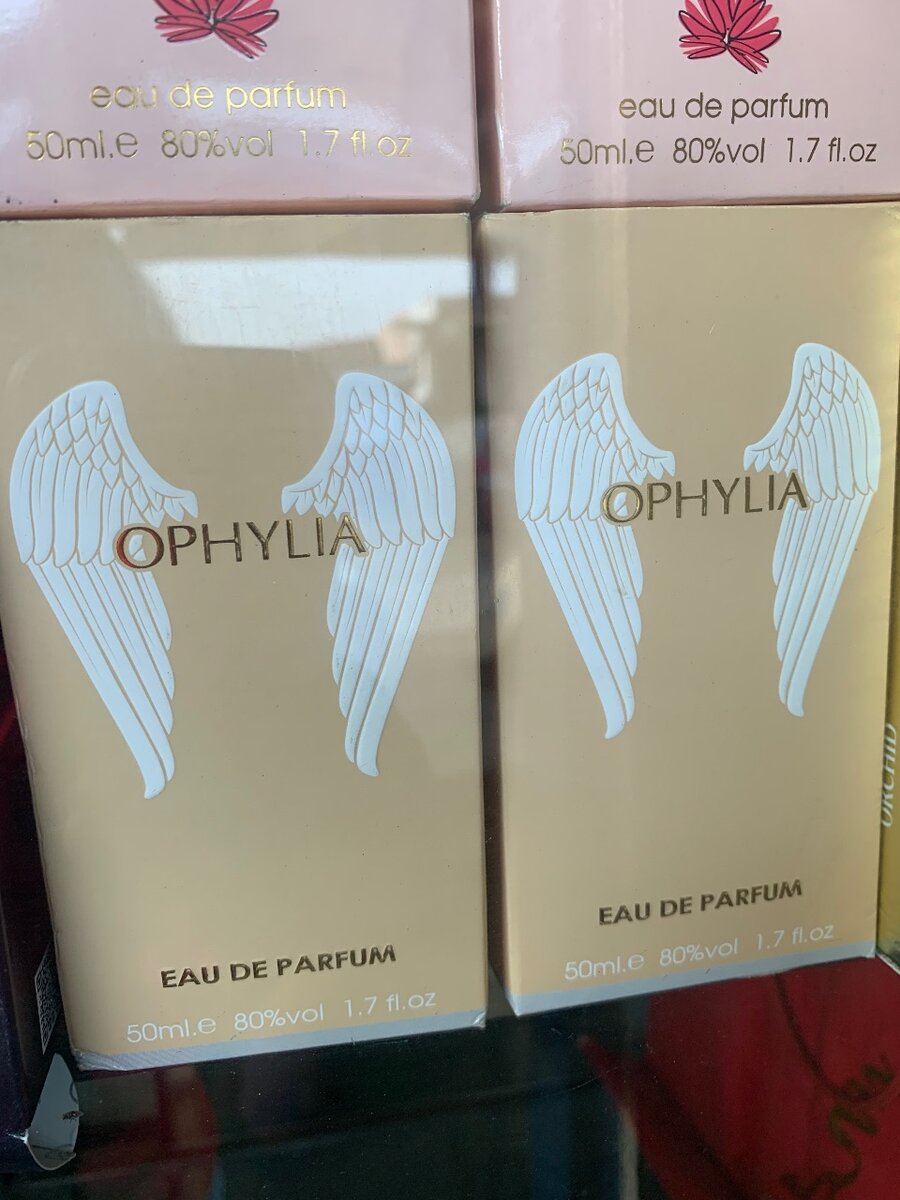 eau de parfum
50ml.e 80%vol 1.7 fl.oz
eau de parfum
50ml.e 80%vol 1.7 fl.oz
OPHYLIA
EAU DE PARFUM
50ml.e 80%vol 1.7 fl.oz
OPHYLIA
EAU DE PARFUM
50ml.e 80%vol 1.7 fl.oz
ORCHID